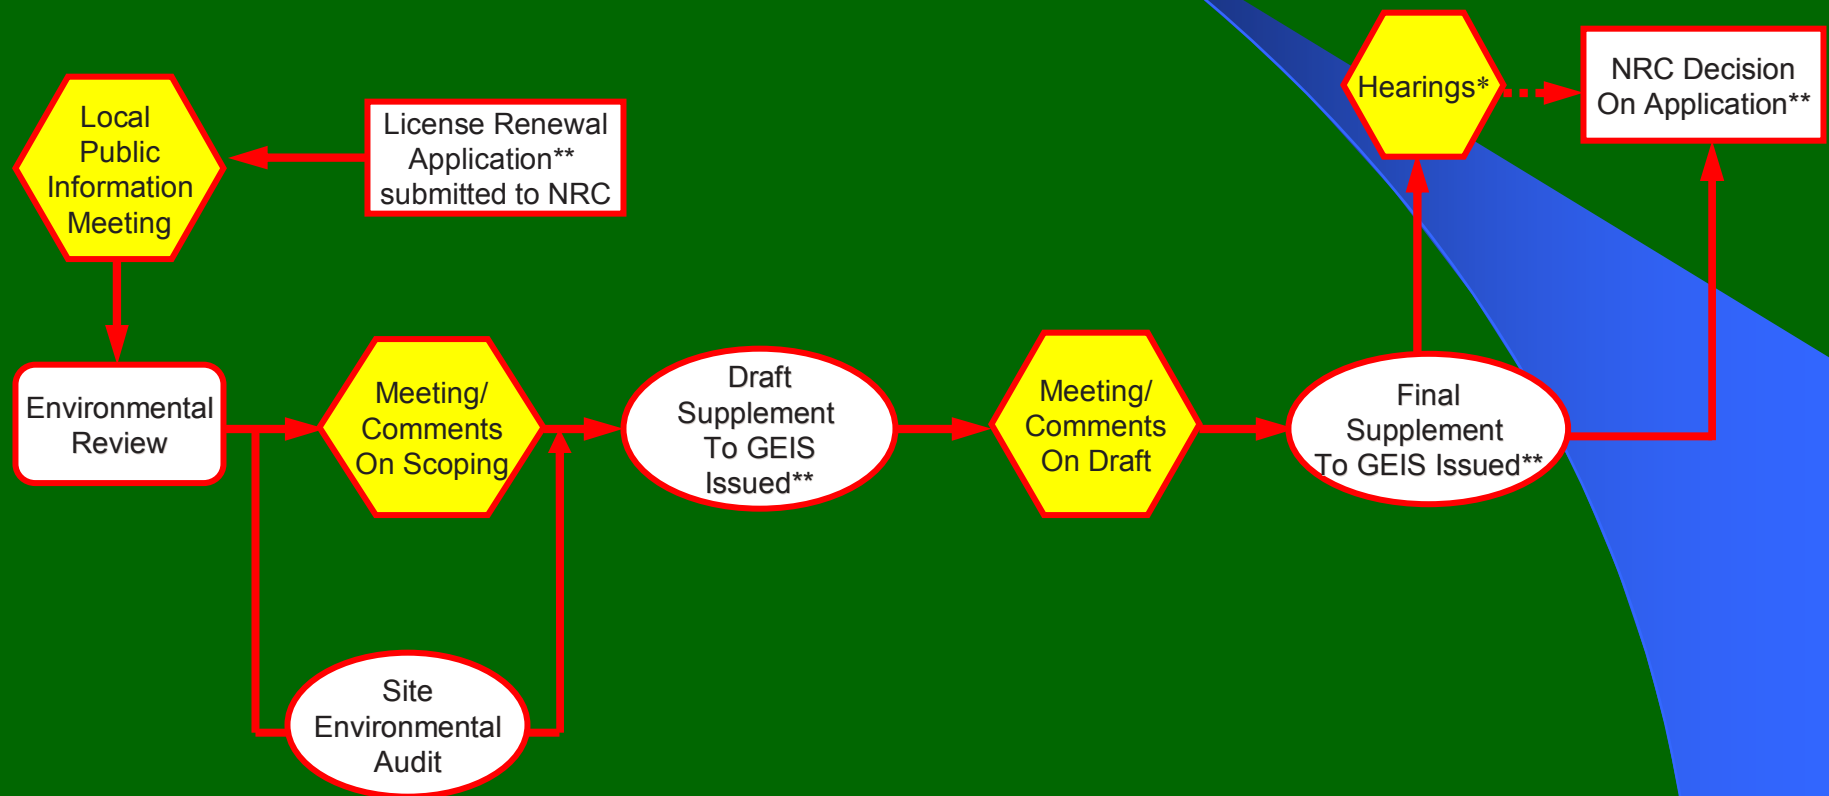 Local
Public
Information
Meeting
License Renewal
Application**
submitted to NRC
Hearings*
NRC Decision
On Application**
Environmental
Review
Meeting/
Comments
On Scoping
Draft
Supplement
To GEIS
Issued**
Meeting/
Comments
On Draft
Final
Supplement
To GEIS Issued**
Site
Environmental
Audit